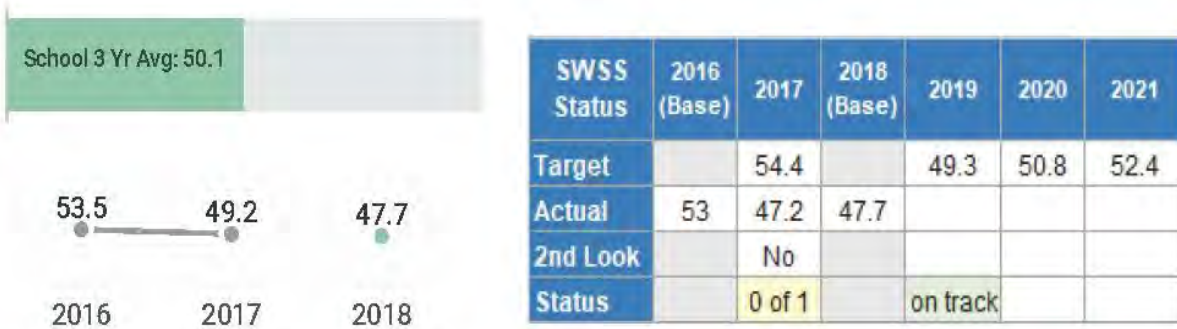 School 3 Yr Avg: 50.1
53.5 49.2 47.7
2016 2017 2018
SWSS Status 2016 (Base) 2017 2018 (Base) 2019 2020 2021
Target 54.4 49.3 50.8 52.4
Actual 53 47.2 47.7
2nd Look No
Status 0 of 1 on track